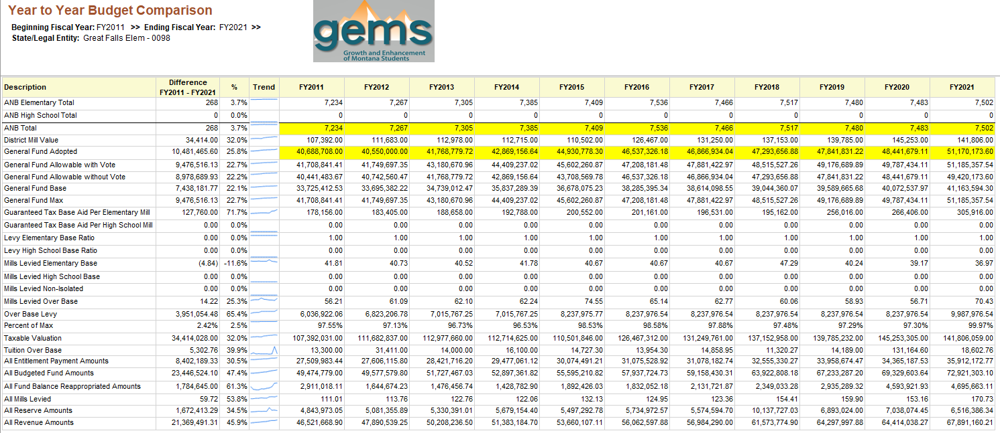 Year to Year Budget Comparison
Beginning Fiscal Year: FY2011 >> Ending Fiscal Year: FY2021 >>
State/Legal Entity: Great Falls Elem - 0098
gems
Growth and Enhancement
of Montana Students
Description Difference FY2011 - FY2021 % Trend FY2011 FY2012 FY2013 FY2014 FY2015 FY2016 FY2017 FY2018 FY2019 FY2020 FY2021
ANB Elementary Total 268 3.7% 7,234 7,267 7,305 7,385 7,409 7,536 7,466 7,517 7,480 7,483 7,502
ANB High School Total 0 0.0% 0 0 0 0 0 0 0 0 0 0 0
ANB Total 268 3.7% 7,234 7,267 7,305 7,385 7,409 7,536 7,466 7,517 7,480 7,483 7,502
District Mill Value 34,414.00 32.0% 107,392.00 111,683.00 112,978.00 112,715.00 110,502.00 126,467.00 131,250.00 137,153.00 139,785.00 145,253.00 141,806.00
General Fund Adopted 10,481,465.60 25.8% 40,688,708.00 40,550,000.00 41,768,779.72 42,869,156.64 44,930,778.30 46,537,326.18 46,866,934.04 47,293,656.88 47,841,831.22 48,441,679.11 51,170,173.60
General Fund Allowable with Vote 9,476,516.13 22.7% 41,708,841.41 41,749,697.35 43,180,670.96 44,409,237.02 45,602,260.87 47,208,181.48 47,881,422.97 48,515,527.26 49,176,689.89 49,787,434.11 51,185,357.54
General Fund Allowable without Vote 8,978,689.93 22.2% 40,441,483.67 40,742,560.47 41,768,779.72 42,869,156.64 43,708,569.78 46,537,326.18 46,866,934.04 47,293,656.88 47,841,831.22 48,441,679.11 49,420,173.60
General Fund Base 7,438,181.77 22.1% 33,725,412.53 33,695,382.22 34,739,012.47 35,837,289.39 36,678,075.23 38,285,395.34 38,614,098.55 39,044,360.07 39,589,665.68 40,072,537.97 41,163,594.30
General Fund Max 9,476,516.13 22.7% 41,708,841.41 41,749,697.35 43,180,670.96 44,409,237.02 45,602,260.87 47,208,181.48 47,881,422.97 48,515,527.26 49,176,689.89 49,787,434.11 51,185,357.54
Guaranteed Tax Base Aid Per Elementary Mill 127,760.00 71.7% 178,156.00 183,405.00 188,658.00 192,788.00 200,552.00 201,161.00 196,531.00 195,162.00 256,016.00 266,406.00 305,916.00
Guaranteed Tax Base Aid Per High School Mill 0.00 0.0% 0.00 0.00 0.00 0.00 0.00 0.00 0.00 0.00 0.00 0.00 0.00
Levy Elementary Base Ratio 0.00 0.0% 1.00 1.00 1.00 1.00 1.00 1.00 1.00 1.00 1.00 1.00 1.00
Levy High School Base Ratio 0.00 0.0% 0.00 0.00 0.00 0.00 0.00 0.00 0.00 0.00 0.00 0.00 0.00
Mills Levied Elementary Base (4.84) -11.6% 41.81 40.73 40.52 41.78 40.67 40.67 40.67 47.29 40.24 39.17 36.97
Mills Levied High School Base 0.00 0.0% 0.00 0.00 0.00 0.00 0.00 0.00 0.00 0.00 0.00 0.00 0.00
Mills Levied Non-Isolated 0.00 0.0% 0.00 0.00 0.00 0.00 0.00 0.00 0.00 0.00 0.00 0.00 0.00
Mills Levied Over Base 14.22 25.3% 56.21 61.09 62.10 62.24 74.55 65.14 62.77 60.06 58.93 56.71 70.43
Over Base Levy 3,951,054.48 65.4% 6,036,922.06 6,823,206.78 7,015,767.25 7,015,767.25 8,237,975.77 8,237,976.54 8,237,976.54 8,237,976.54 8,237,976.54 8,237,976.54 9,987,976.54
Percent of Max 2.42% 2.5% 97.55% 97.13% 96.73% 96.53% 98.53% 98.58% 97.88% 97.48% 97.29% 97.30% 99.97%
Taxable Valuation 34,414,028.00 32.0% 107,392,031.00 111,682,837.00 112,977,660.00 112,714,625.00 110,501,846.00 126,467,312.00 131,249,761.00 137,152,958.00 139,785,232.00 145,253,305.00 141,806,059.00
Tuition Over Base 5,302.76 39.9% 13,300.00 31,411.00 14,000.00 16,100.00 14,727.30 13,954.30 14,858.95 11,320.27 14,189.00 131,164.60 18,602.76
All Entitlement Payment Amounts 8,402,189.33 30.5% 27,509,983.44 27,606,115.80 28,421,716.20 29,477,061.12 30,074,491.21 31,075,528.92 31,078,182.74 32,555,330.27 33,958,674.47 34,365,187.53 35,912,172.77
All Budgeted Fund Amounts 23,446,524.10 47.4% 49,474,779.00 49,577,579.80 51,727,467.03 52,897,361.82 55,595,210.82 57,937,724.73 59,158,430.31 63,922,808.18 67,233,287.20 69,329,603.64 72,921,303.10
All Fund Balance Reappropriated Amounts 1,784,645.00 61.3% 2,911,018.11 1,644,674.23 1,476,456.74 1,428,782.90 1,892,426.03 1,832,052.18 2,131,721.87 2,349,033.28 2,935,289.32 4,593,921.93 4,695,663.11
All Mills Levied 59.72 53.8% 111.01 113.76 122.76 122.06 132.13 124.95 123.36 154.41 159.90 153.16 170.73
All Reserve Amounts 1,672,413.29 34.5% 4,843,973.05 5,081,355.89 5,330,391.01 5,679,154.40 5,497,292.78 5,734,972.57 5,574,594.70 10,137,727.03 6,893,024.00 7,038,074.45 6,516,386.34
All Revenue Amounts 21,369,491.31 45.9% 46,521,668.90 47,890,539.25 50,208,236.50 51,383,184.70 53,660,107.11 56,062,597.88 56,984,290.00 61,573,774.90 64,297,997.88 64,414,038.27 67,891,160.21